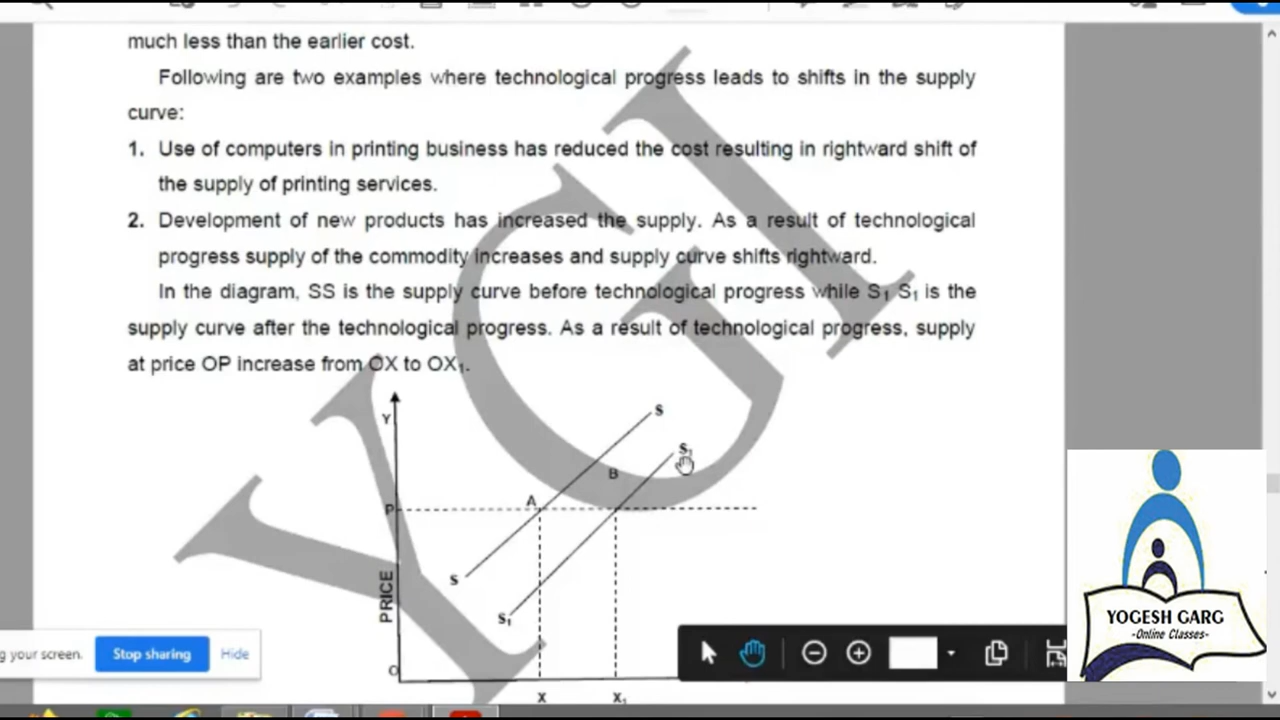 much less than the earlier cost.
Following are two examples where technological progress leads to shifts in the supply
curve:
1. Use of computers in printing business has reduced the cost resulting in rightward shift of
the supply of printing services.
2. Development of new products has increased the supply. As a result of technological
progress supply of the commodity increases and supply curve shifts rightward.
In the diagram, SS is the supply curve before technological progress while S₁ S₁ is the
supply curve after the technological progress. As a result of technological progress, supply
at price OP increase from OX to OX₁.
YGI
Y
S
S₁
B
A
P
S
S₁
PRICE
O
X
X₁
g your screen.
Stop sharing
Hide
YOGESH GARG
-Online Classes-